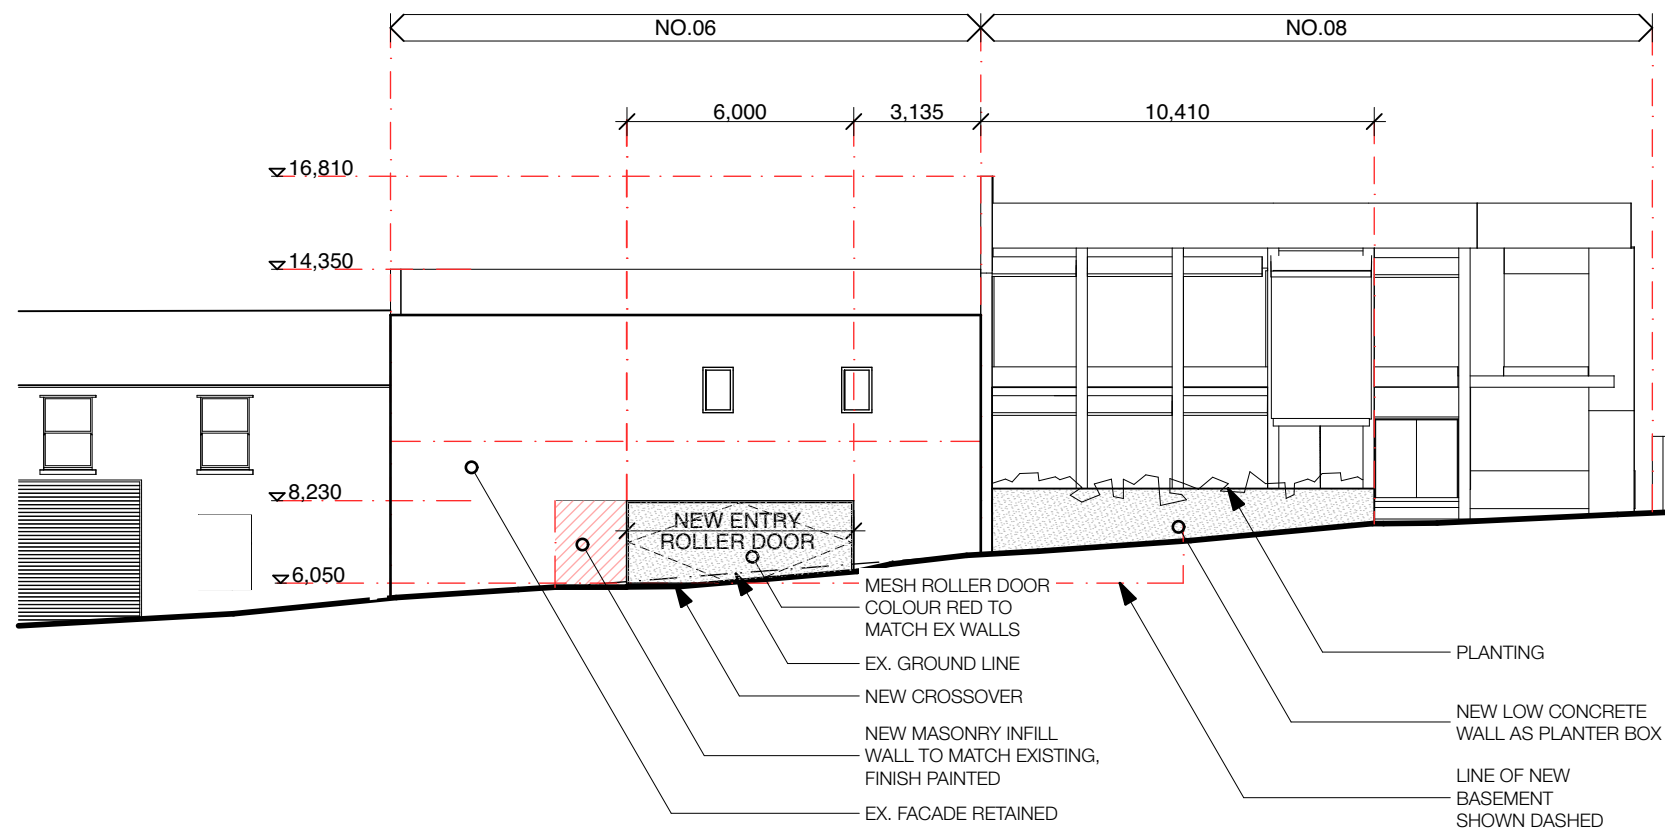 NO.06
NO.08
6,000
3,135
10,410
16,810
14,350
8,230
6,050
NEW ENTRY
ROLLER DOOR
MESH ROLLER DOOR
COLOUR RED TO
MATCH EX WALLS
EX. GROUND LINE
NEW CROSSOVER
NEW MASONRY INFILL
WALL TO MATCH EXISTING,
FINISH PAINTED
EX. FACADE RETAINED
PLANTING
NEW LOW CONCRETE
WALL AS PLANTER BOX
LINE OF NEW
BASEMENT
SHOWN DASHED